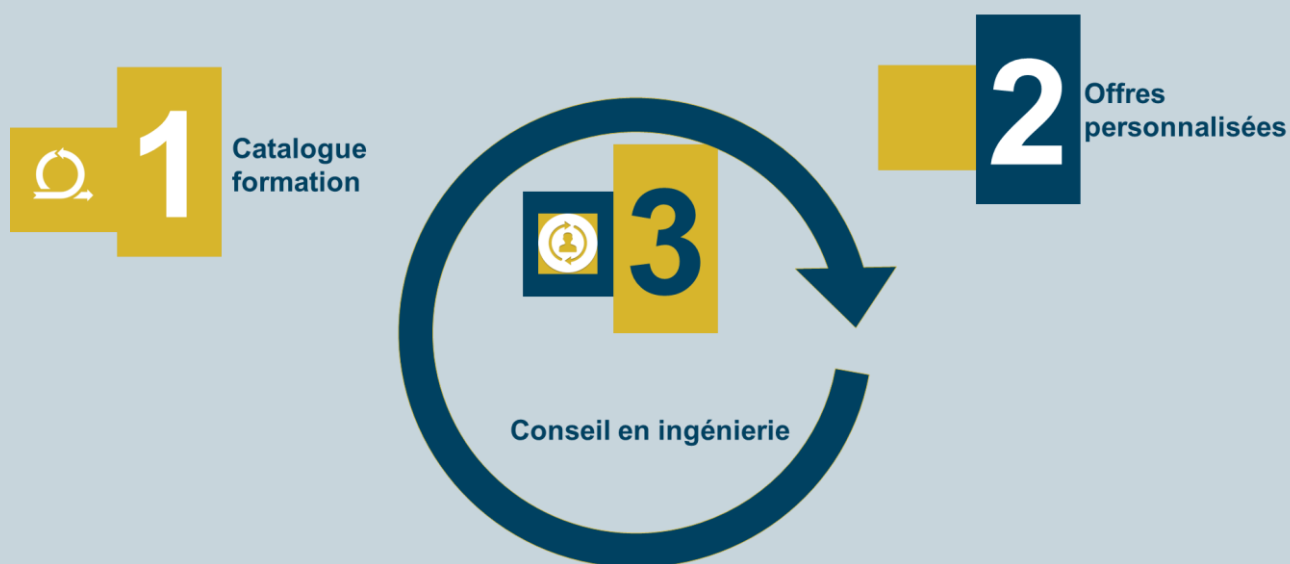 1
Catalogue
formation
2
Offres
personnalisées
3
Conseil en ingénierie